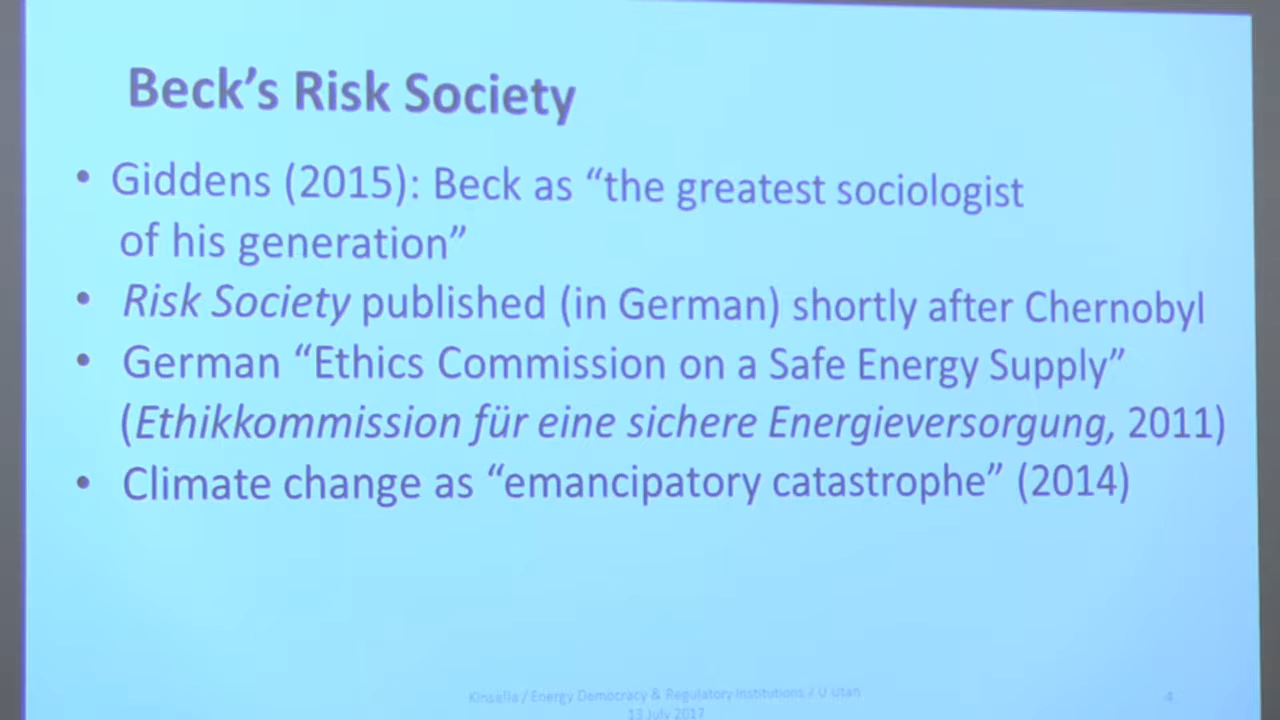 Beck's Risk Society
• Giddens (2015): Beck as “the greatest sociologist
of his generation”
• Risk Society published (in German) shortly after Chernobyl
• German “Ethics Commission on a Safe Energy Supply”
(Ethikkommission für eine sichere Energieversorgung, 2011)
• Climate change as “emancipatory catastrophe” (2014)
Kinsella / Energy Democracy & Regulatory Institutions / U Utah
13 July 2017
4